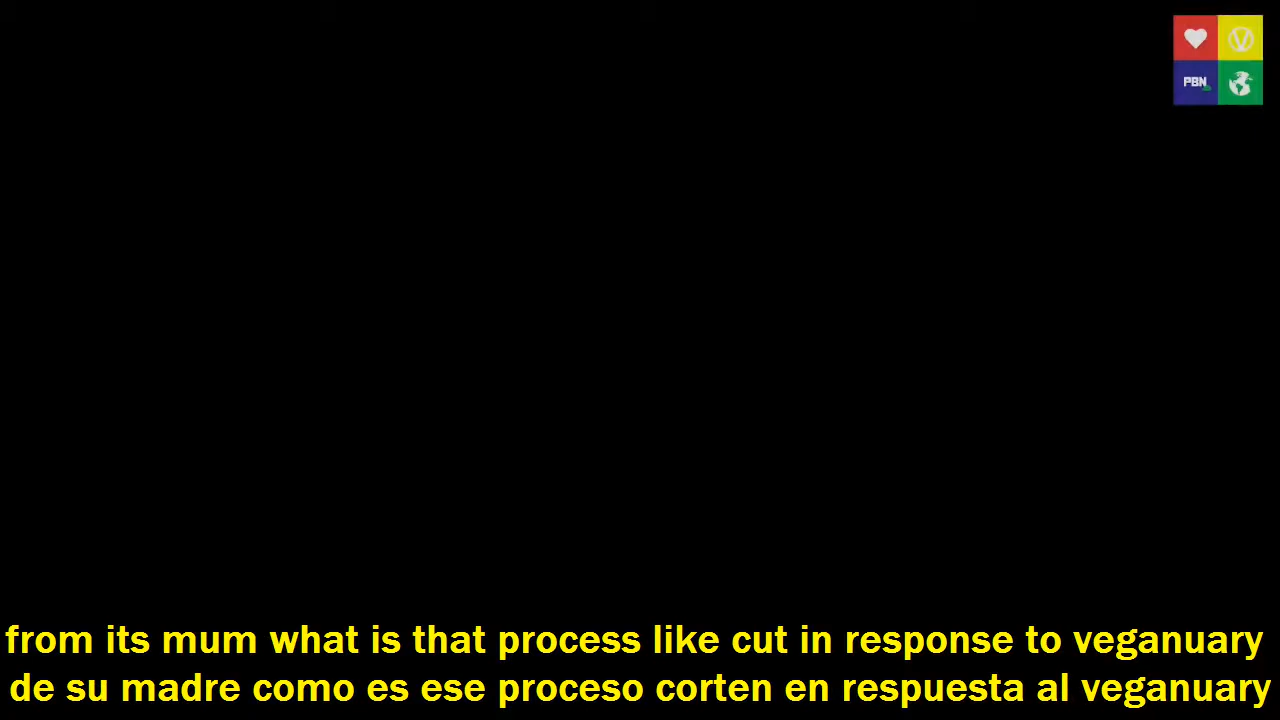 PBN
from its mum what is that process like cut in response to veganuary
de su madre como es ese proceso corten en respuesta al veganuary